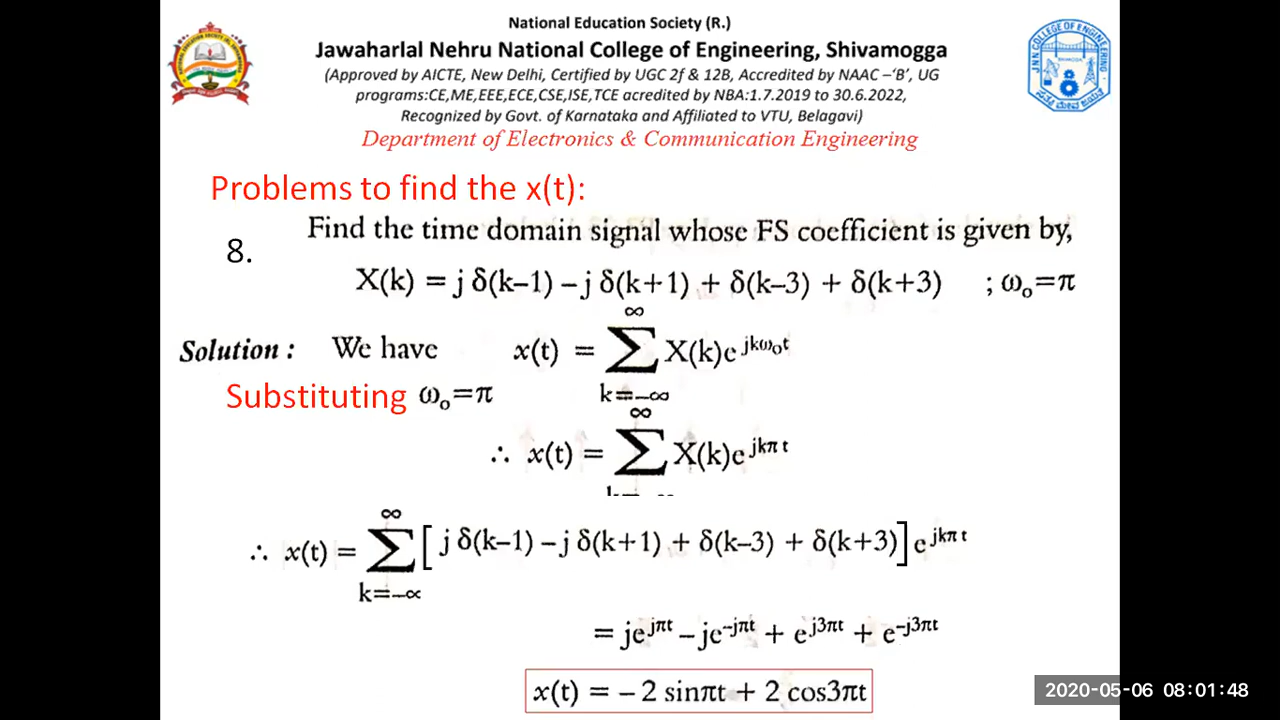 National Education Society (R.)
Jawaharlal Nehru National College of Engineering, Shivamogga
(Approved by AICTE, New Delhi, Certified by UGC 2f & 12B, Accredited by NAAC –'B', UG
programs:CE,ME,EEE,ECE,CSE,ISE,TCE acredited by NBA:1.7.2019 to 30.6.2022,
Recognized by Govt. of Karnataka and Affiliated to VTU, Belagavi)
Department of Electronics & Communication Engineering
Problems to find the x(t):
8. Find the time domain signal whose FS coefficient is given by,
X(k) = j δ(k–1) – j δ(k+1) + δ(k–3) + δ(k+3) ; ω₀=π
Solution : We have x(t) = ∑_{k=–∞}^{∞} X(k)e^{jkω₀t}
Substituting ω₀=π
∴ x(t) = ∑_{k=–∞}^{∞} X(k)e^{jkπt}
∴ x(t) = ∑_{k=–∝}^{∞} [ j δ(k–1) – j δ(k+1) + δ(k–3) + δ(k+3) ] e^{jkπt}
= je^{jπt} – je^{–jπt} + e^{j3πt} + e^{–j3πt}
x(t) = – 2 sinπt + 2 cos3πt
2020-05-06 08:01:48